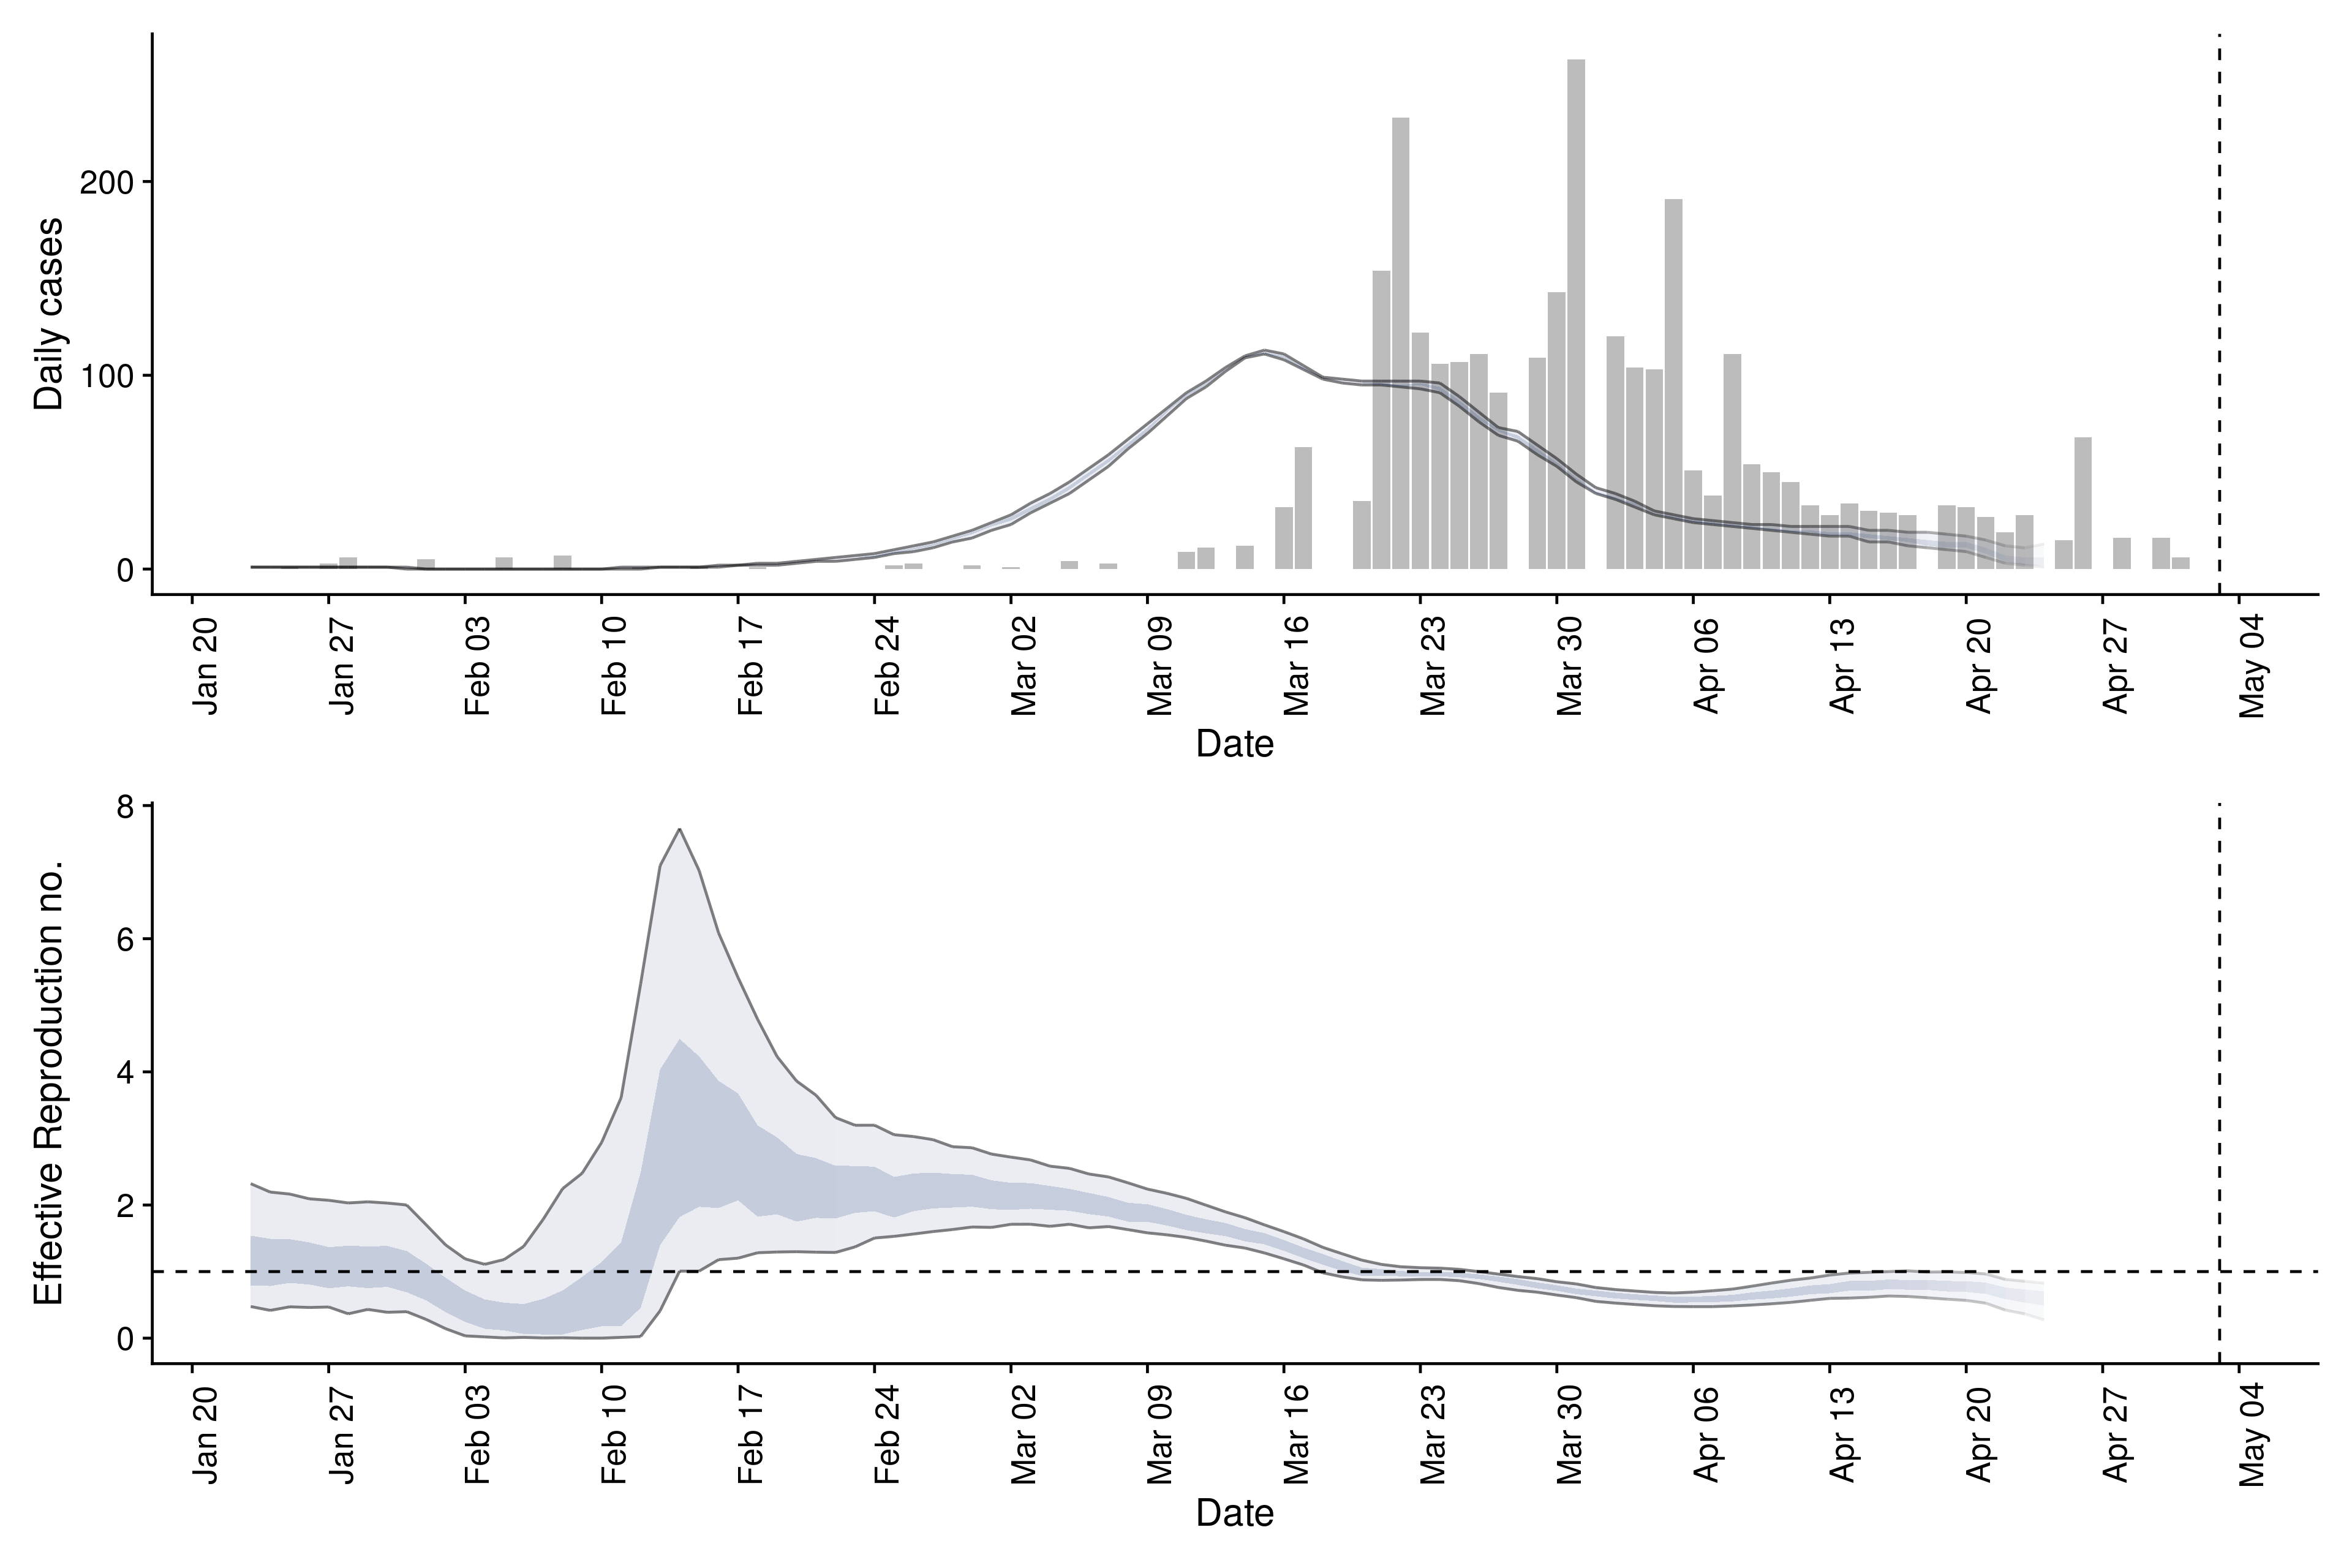 Daily cases
200
100
0
Jan 20
Jan 27
Feb 03
Feb 10
Feb 17
Feb 24
Mar 02
Mar 09
Mar 16
Mar 23
Mar 30
Apr 06
Apr 13
Apr 20
Apr 27
May 04
Date
Effective Reproduction no.
8
6
4
2
0
Jan 20
Jan 27
Feb 03
Feb 10
Feb 17
Feb 24
Mar 02
Mar 09
Mar 16
Mar 23
Mar 30
Apr 06
Apr 13
Apr 20
Apr 27
May 04
Date